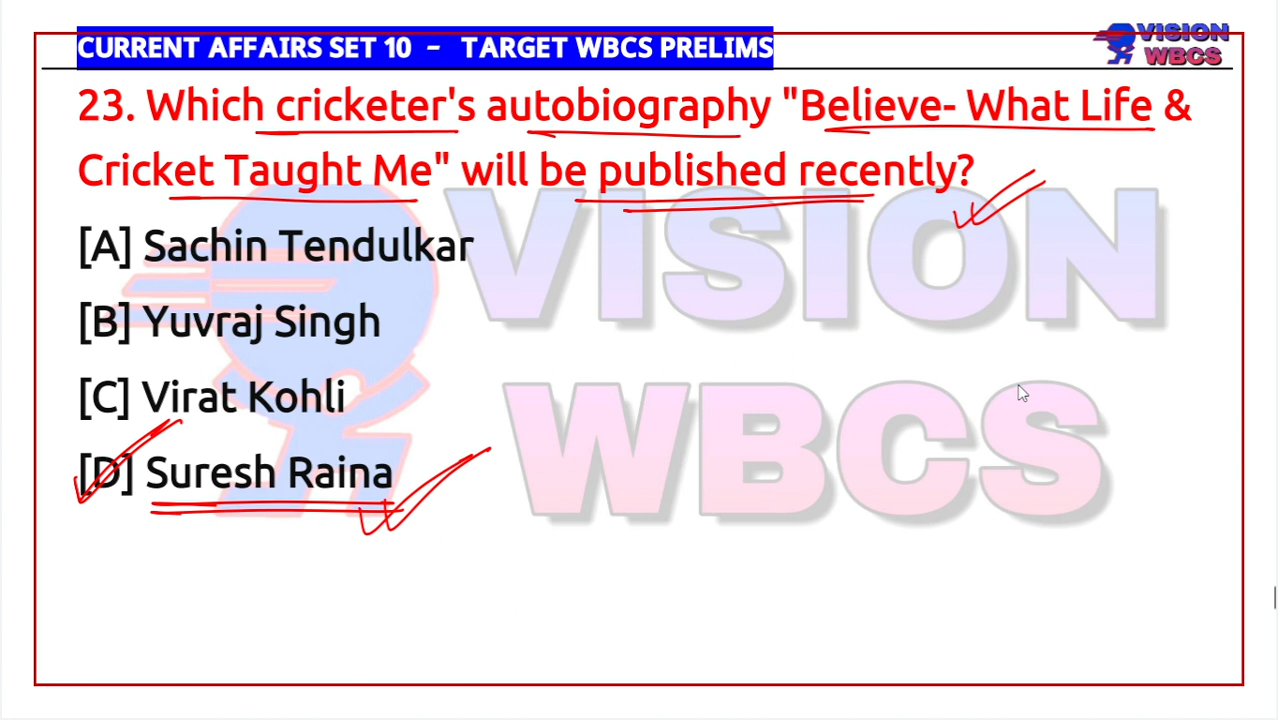 CURRENT AFFAIRS SET 10 - TARGET WBCS PRELIMS
VISION
WBCS
23. Which cricketer's autobiography "Believe- What Life &
Cricket Taught Me" will be published recently?
[A] Sachin Tendulkar
[B] Yuvraj Singh
[C] Virat Kohli
[D] Suresh Raina
VISION
WBCS